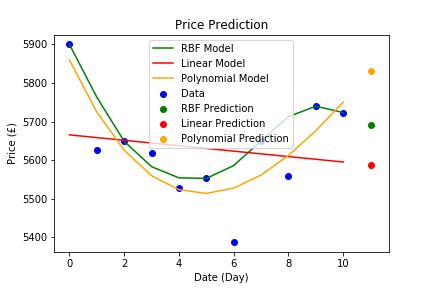 Price Prediction
5900
5800
5700
5600
5500
5400
Price (£)
RBF Model
Linear Model
Polynomial Model
Data
RBF Prediction
Linear Prediction
Polynomial Prediction
0
2
4
6
8
10
Date (Day)